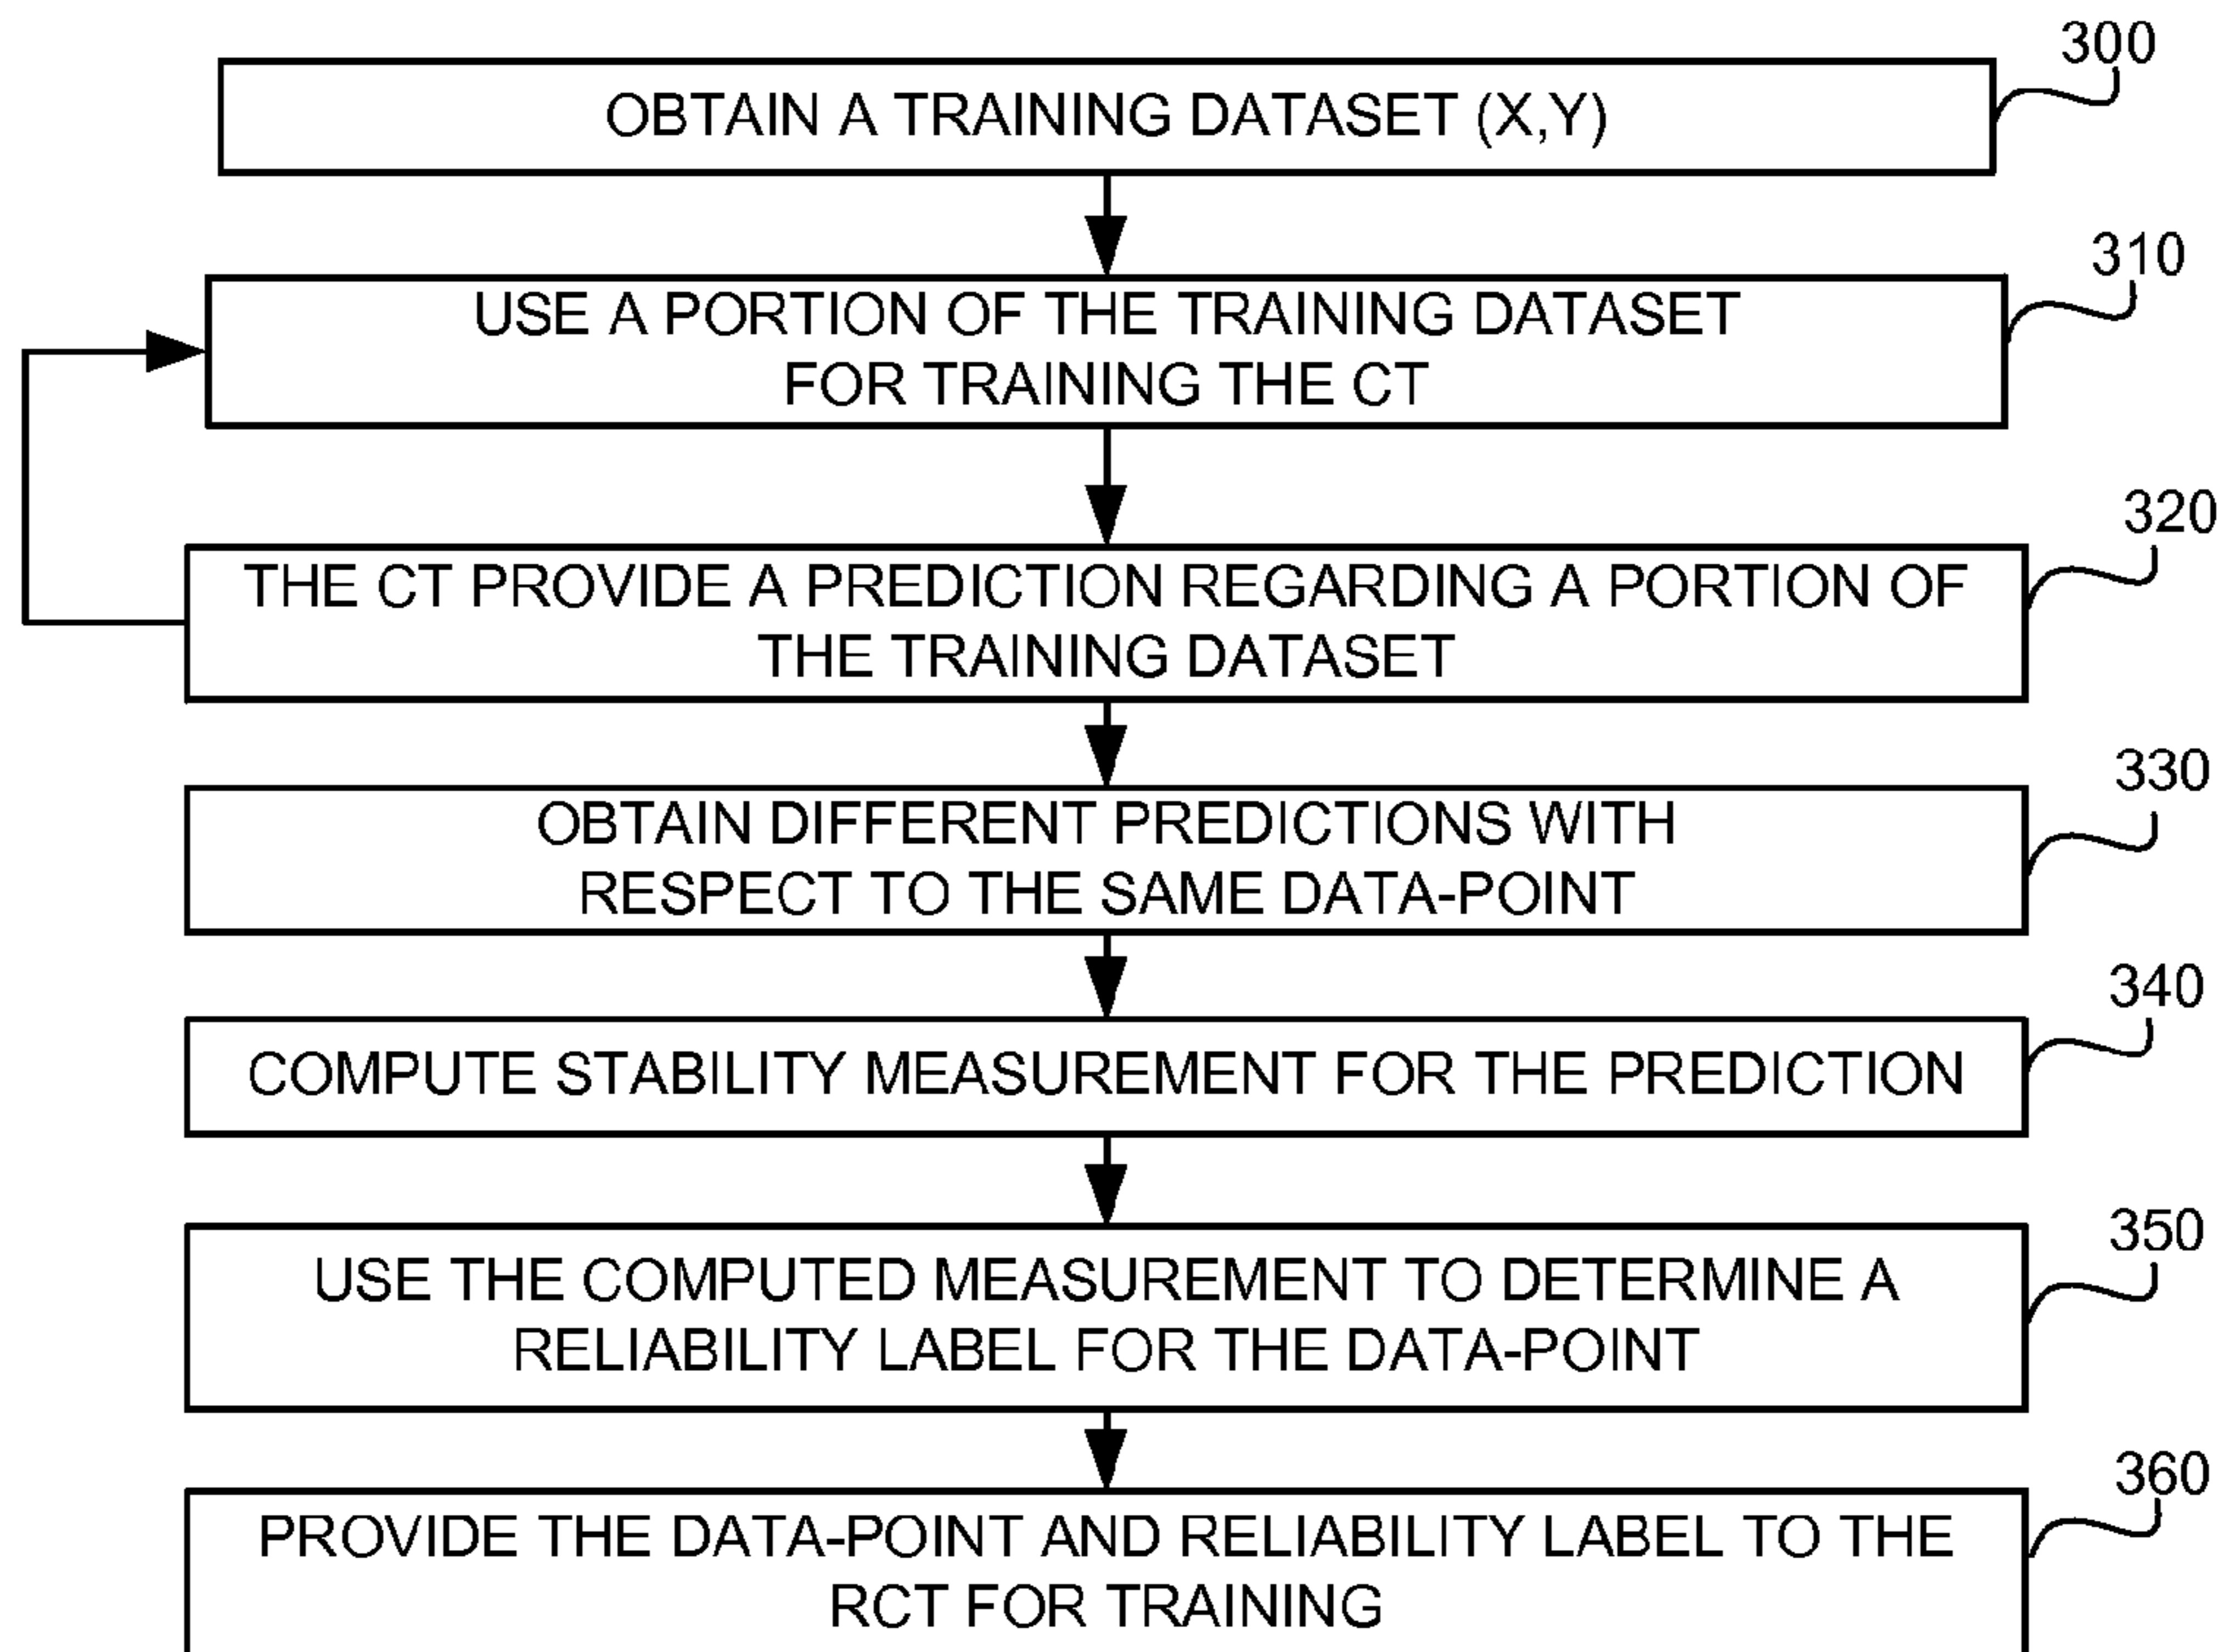 300
OBTAIN A TRAINING DATASET (X,Y)
310
USE A PORTION OF THE TRAINING DATASET
FOR TRAINING THE CT
320
THE CT PROVIDE A PREDICTION REGARDING A PORTION OF
THE TRAINING DATASET
330
OBTAIN DIFFERENT PREDICTIONS WITH
RESPECT TO THE SAME DATA-POINT
340
COMPUTE STABILITY MEASUREMENT FOR THE PREDICTION
350
USE THE COMPUTED MEASUREMENT TO DETERMINE A
RELIABILITY LABEL FOR THE DATA-POINT
360
PROVIDE THE DATA-POINT AND RELIABILITY LABEL TO THE
RCT FOR TRAINING